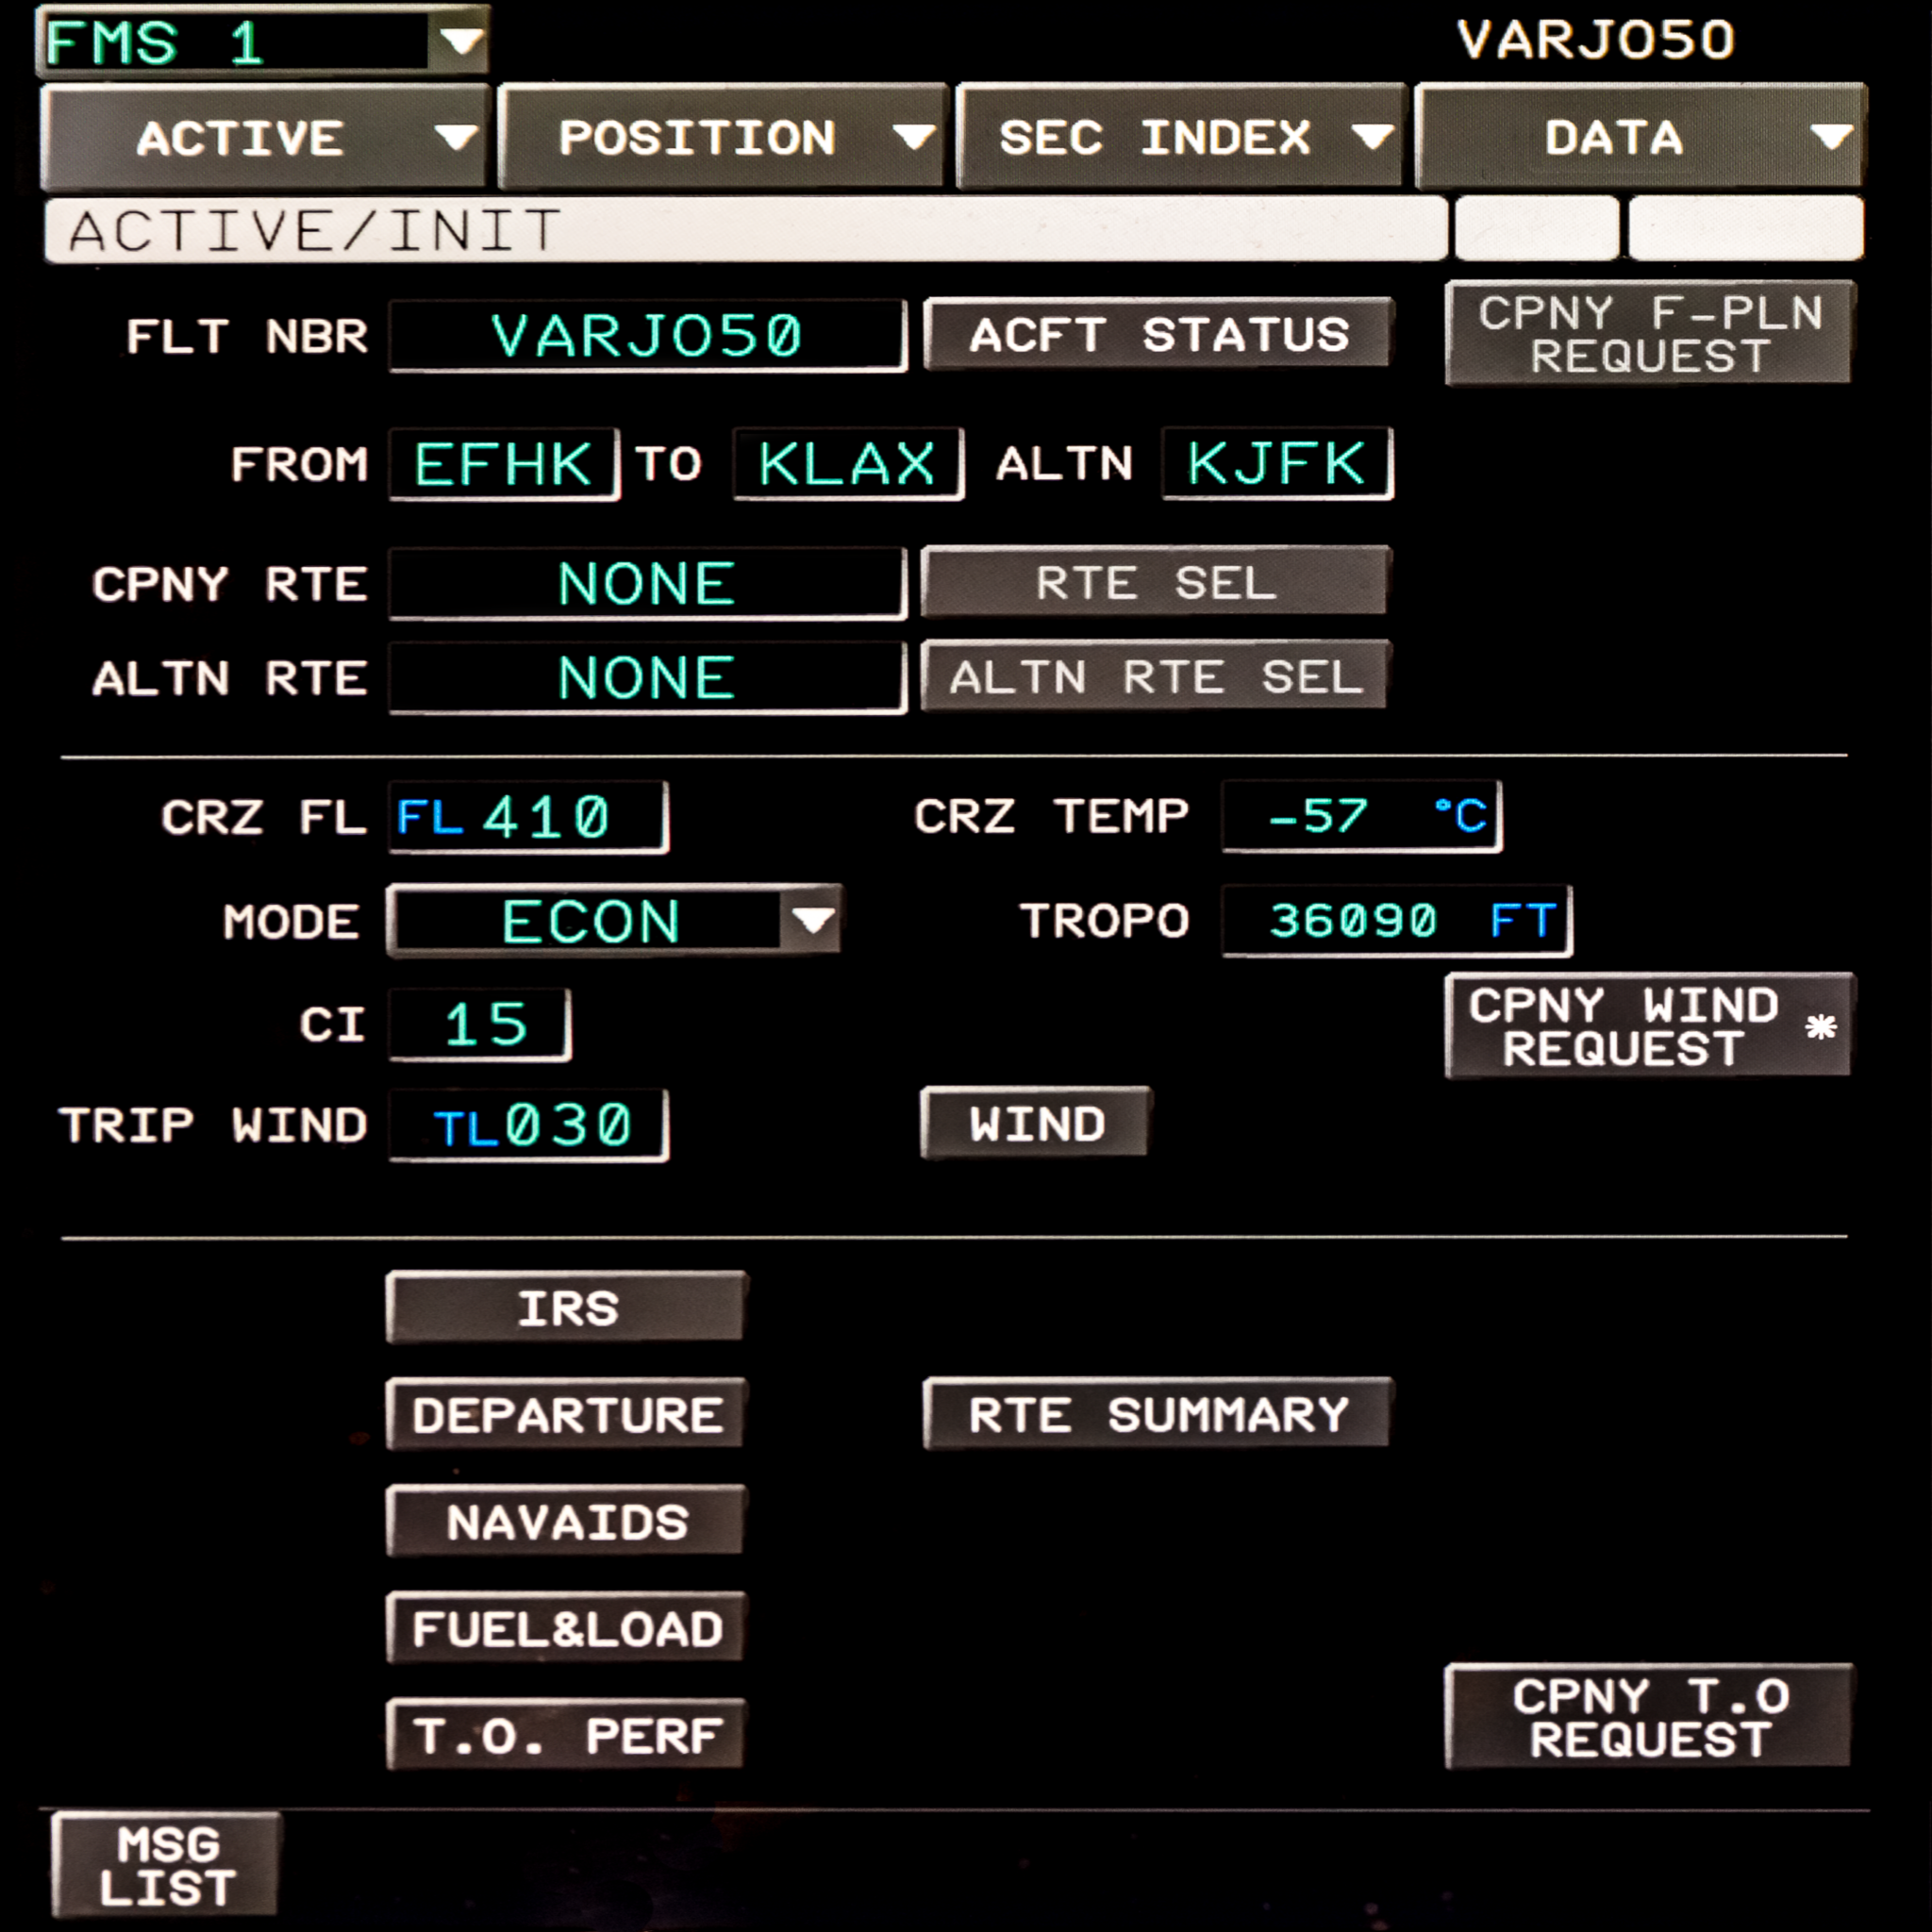 FMS 1 VARJO50
ACTIVE POSITION SEC INDEX DATA
ACTIVE/INIT
FLT NBR VARJO50 ACFT STATUS CPNY F-PLN
REQUEST
FROM EFHK TO KLAX ALTN KJFK
CPNY RTE NONE RTE SEL
ALTN RTE NONE ALTN RTE SEL
CRZ FL FL 410 CRZ TEMP -57 °C
MODE ECON TROPO 36090 FT
CI 15 CPNY WIND
REQUEST *
TRIP WIND TL030 WIND
IRS
DEPARTURE RTE SUMMARY
NAVAIDS
FUEL&LOAD
T.O. PERF CPNY T.O
REQUEST
MSG
LIST